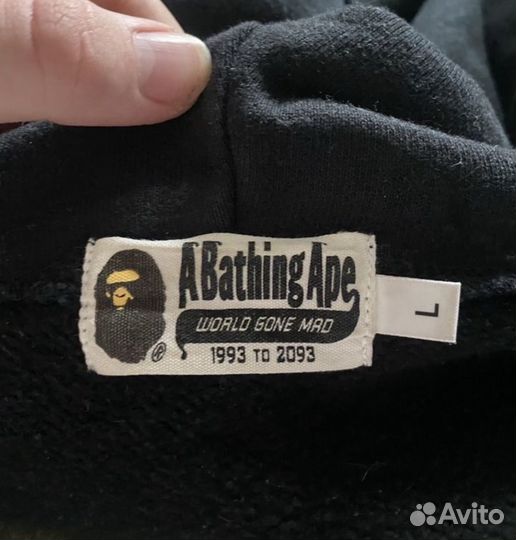 A Bathing Ape
WORLD GONE MAD
1993 TO 2093
L
Avito